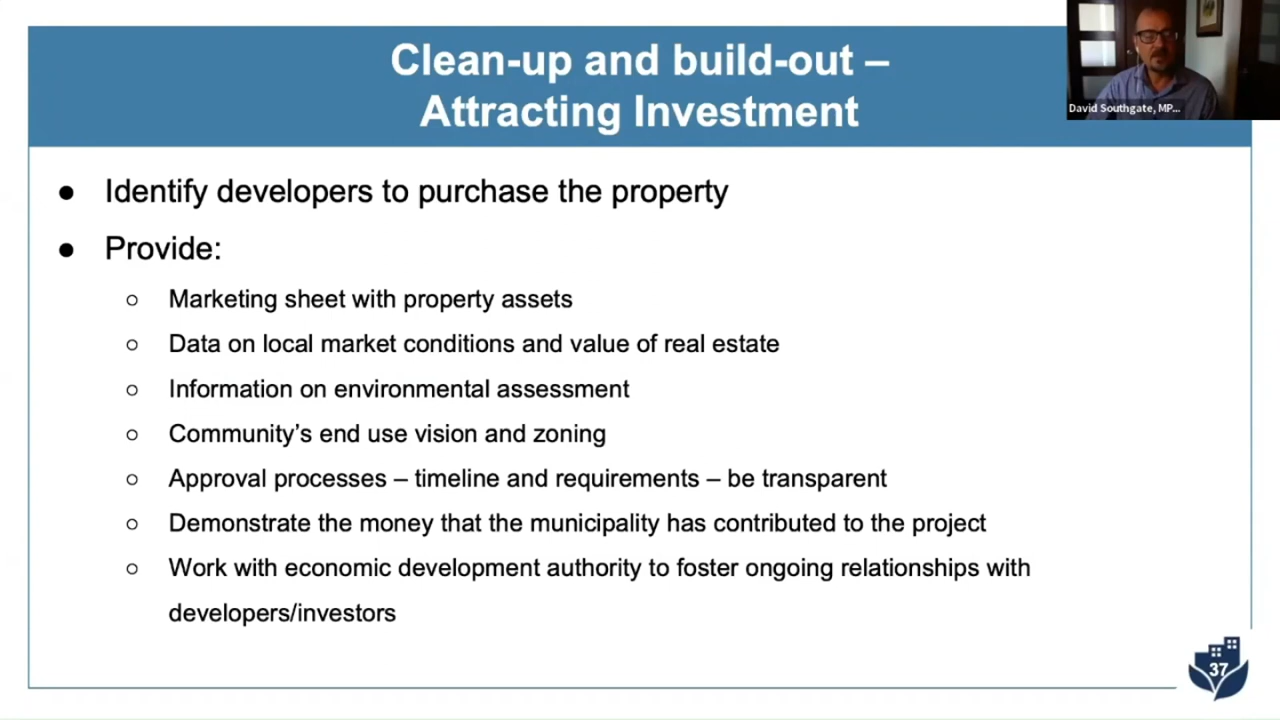 Clean-up and build-out –
Attracting Investment
David Southgate, MP...
● Identify developers to purchase the property
● Provide:
○ Marketing sheet with property assets
○ Data on local market conditions and value of real estate
○ Information on environmental assessment
○ Community’s end use vision and zoning
○ Approval processes – timeline and requirements – be transparent
○ Demonstrate the money that the municipality has contributed to the project
○ Work with economic development authority to foster ongoing relationships with
developers/investors
37